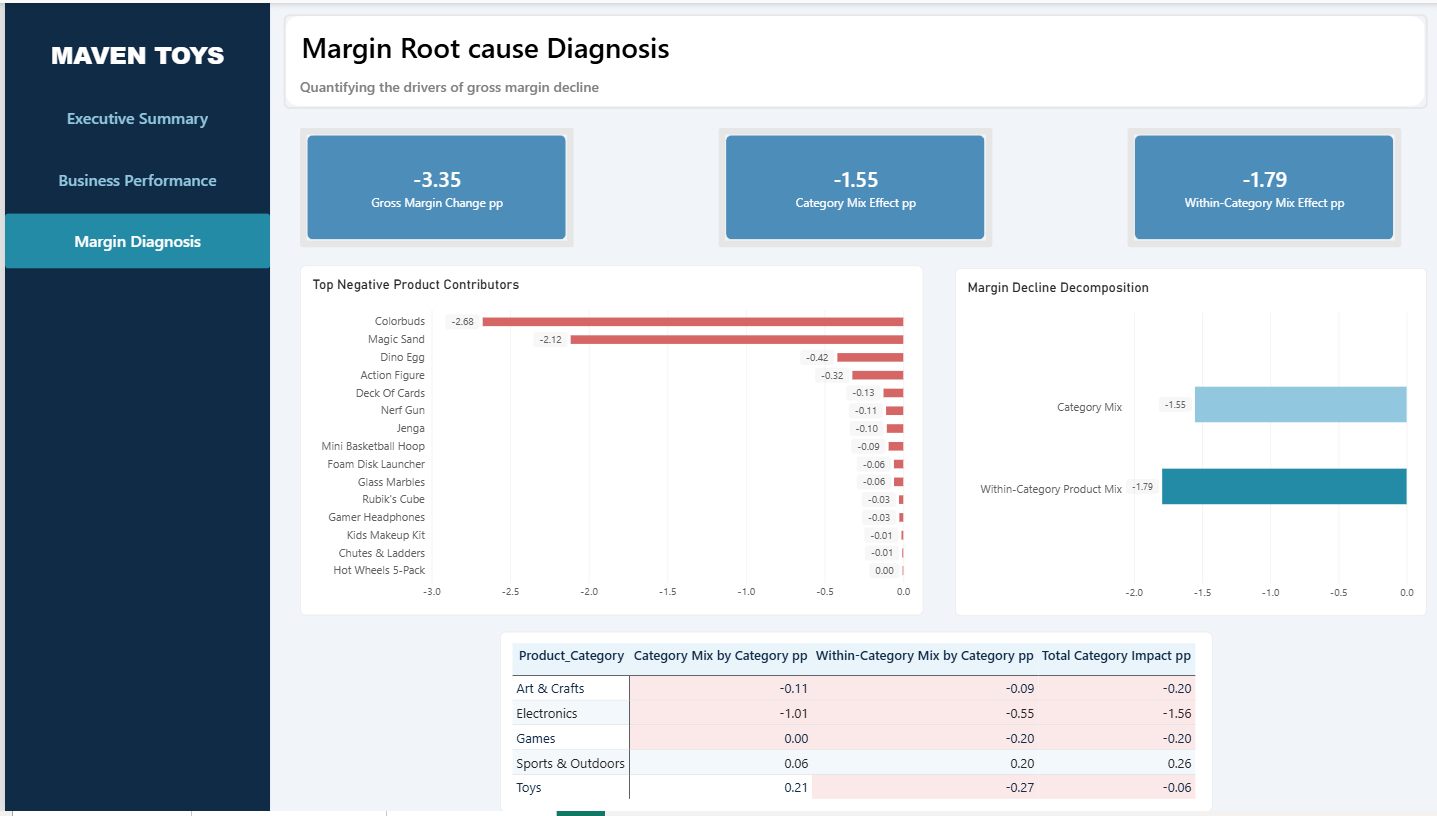 MAVEN TOYS
Executive Summary
Business Performance
Margin Diagnosis
Margin Root cause Diagnosis
Quantifying the drivers of gross margin decline
-3.35
Gross Margin Change pp
-1.55
Category Mix Effect pp
-1.79
Within-Category Mix Effect pp
Top Negative Product Contributors
Colorbuds -2.68
Magic Sand -2.12
Dino Egg -0.42
Action Figure -0.32
Deck Of Cards -0.13
Nerf Gun -0.11
Jenga -0.10
Mini Basketball Hoop -0.09
Foam Disk Launcher -0.06
Glass Marbles -0.06
Rubik's Cube -0.03
Gamer Headphones -0.03
Kids Makeup Kit -0.01
Chutes & Ladders -0.01
Hot Wheels 5-Pack 0.00
-3.0 -2.5 -2.0 -1.5 -1.0 -0.5 0.0
Margin Decline Decomposition
Category Mix -1.55
Within-Category Product Mix -1.79
-2.0 -1.5 -1.0 -0.5 0.0
Product_Category Category Mix by Category pp Within-Category Mix by Category pp Total Category Impact pp
Art & Crafts -0.11 -0.09 -0.20
Electronics -1.01 -0.55 -1.56
Games 0.00 -0.20 -0.20
Sports & Outdoors 0.06 0.20 0.26
Toys 0.21 -0.27 -0.06